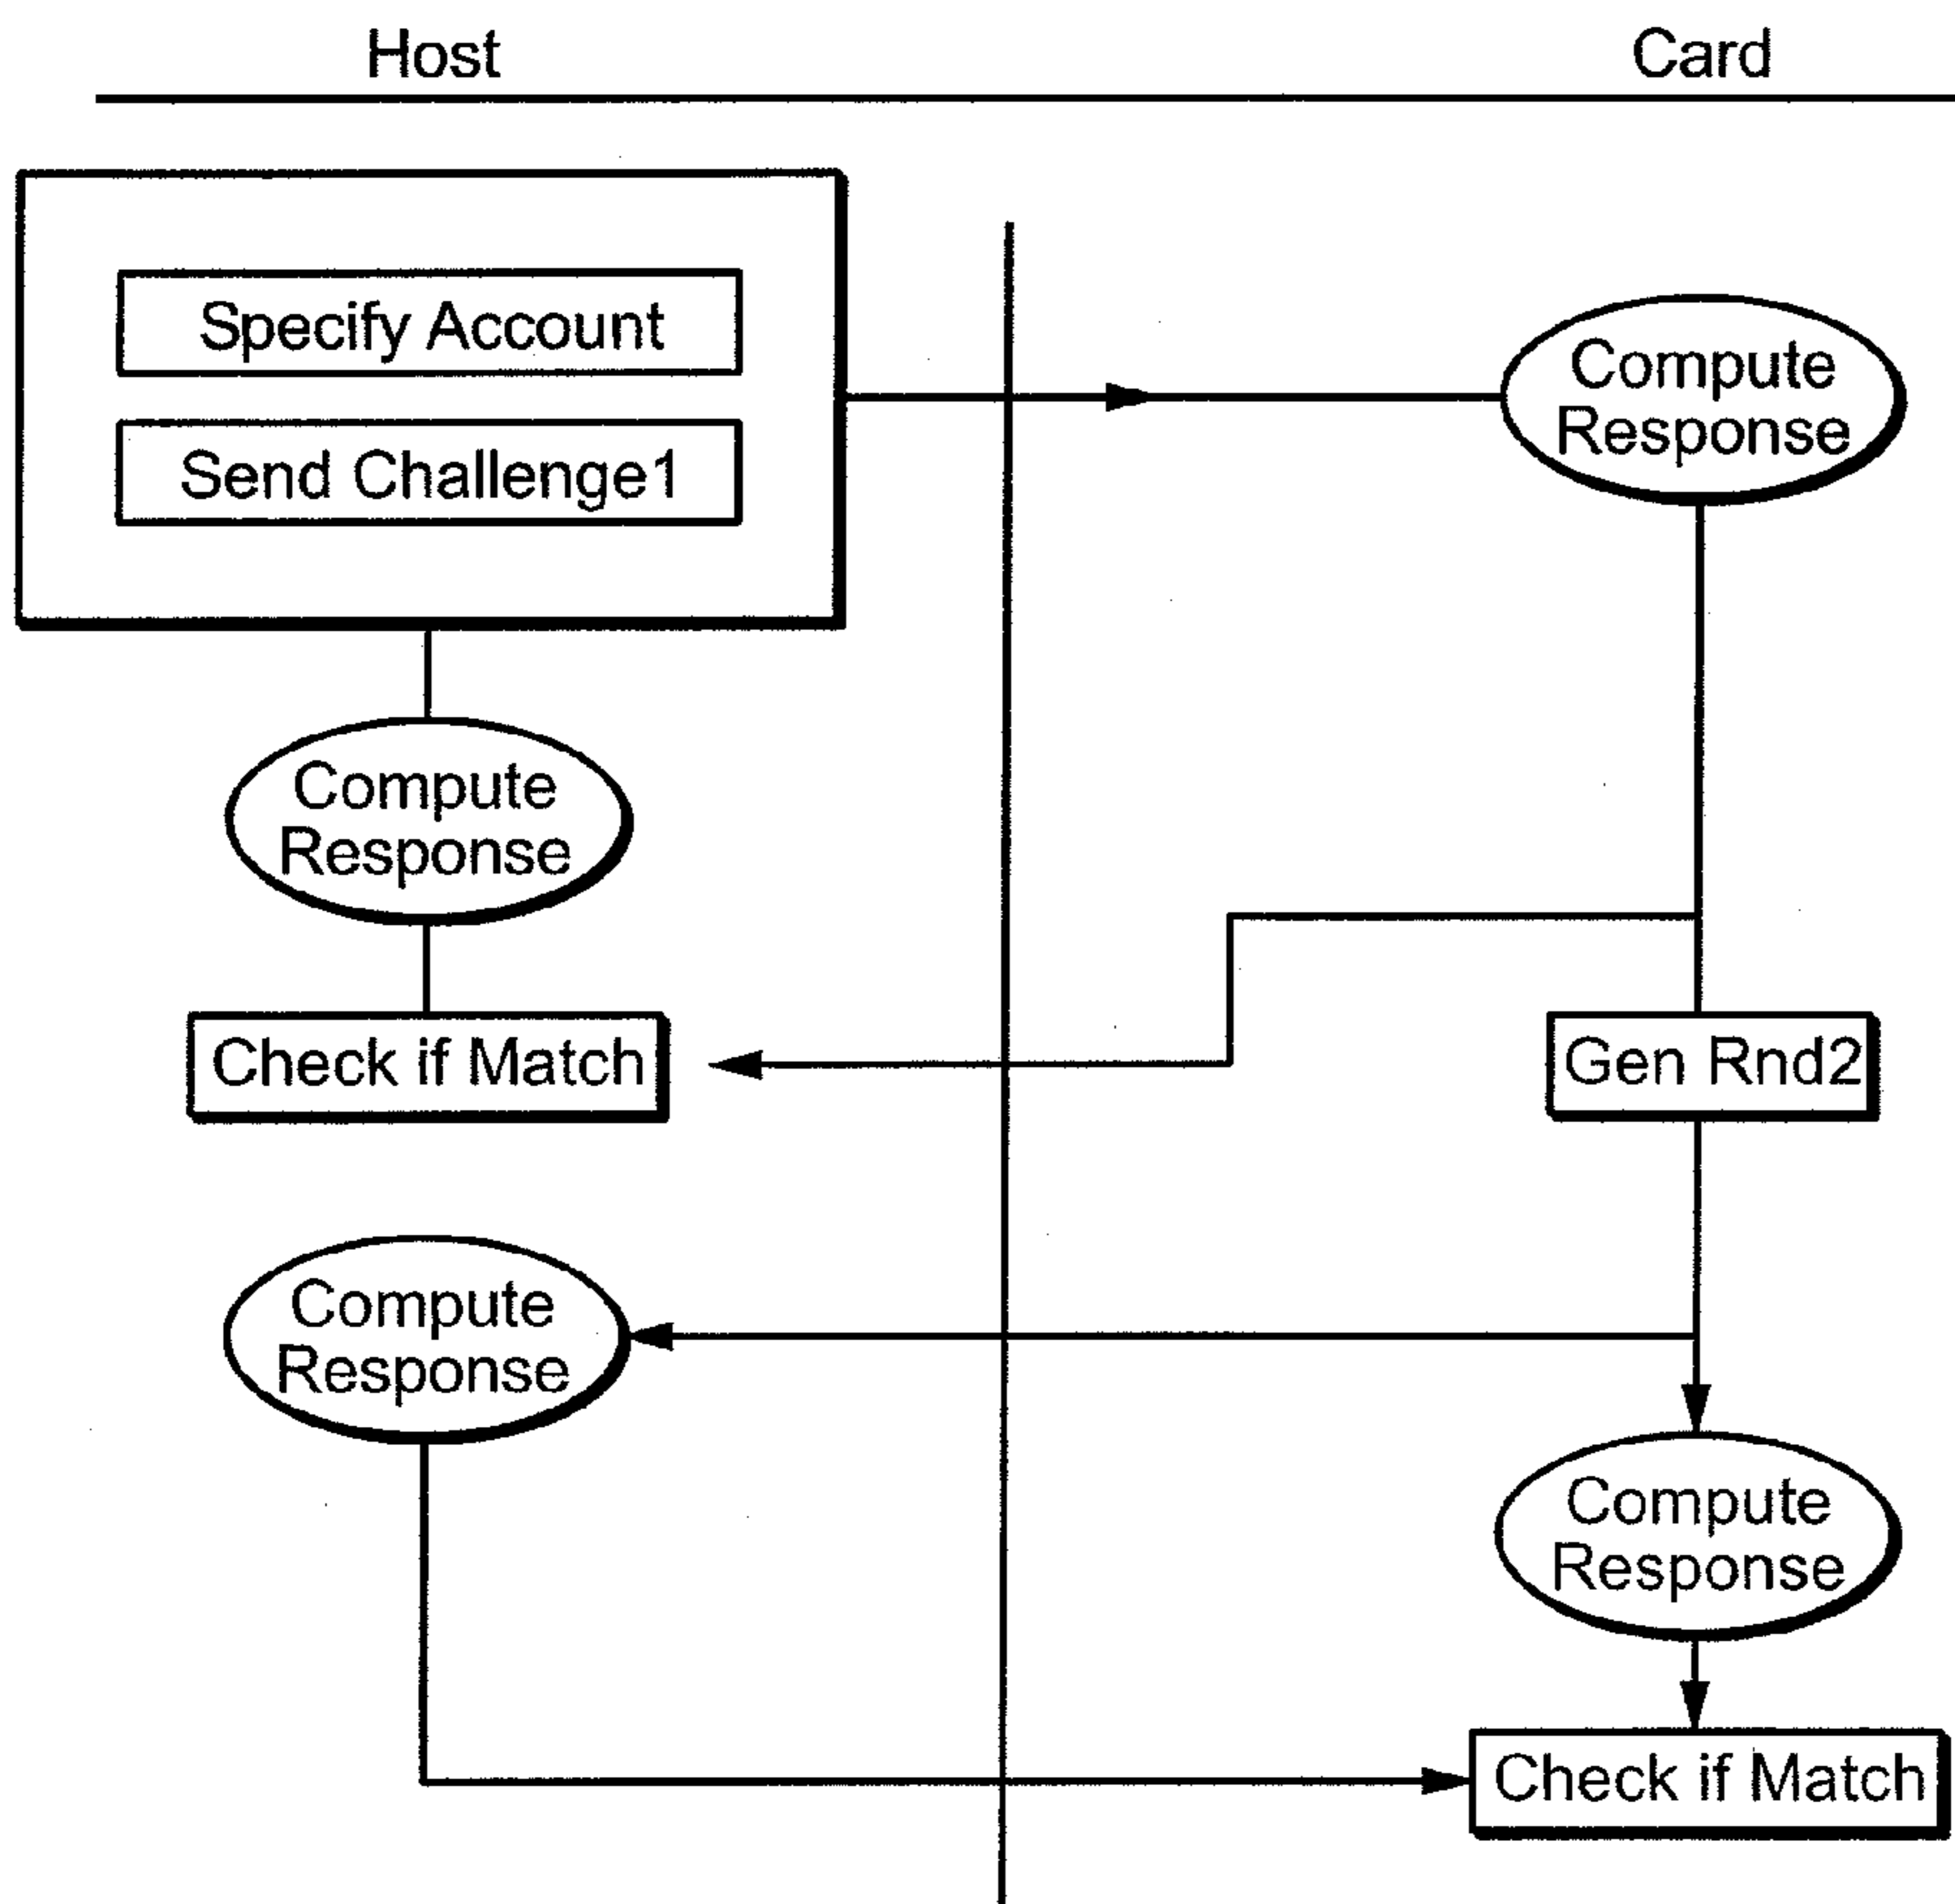 Host
Card
Specify Account
Send Challenge1
Compute
Response
Compute
Response
Check if Match
Gen Rnd2
Compute
Response
Compute
Response
Check if Match